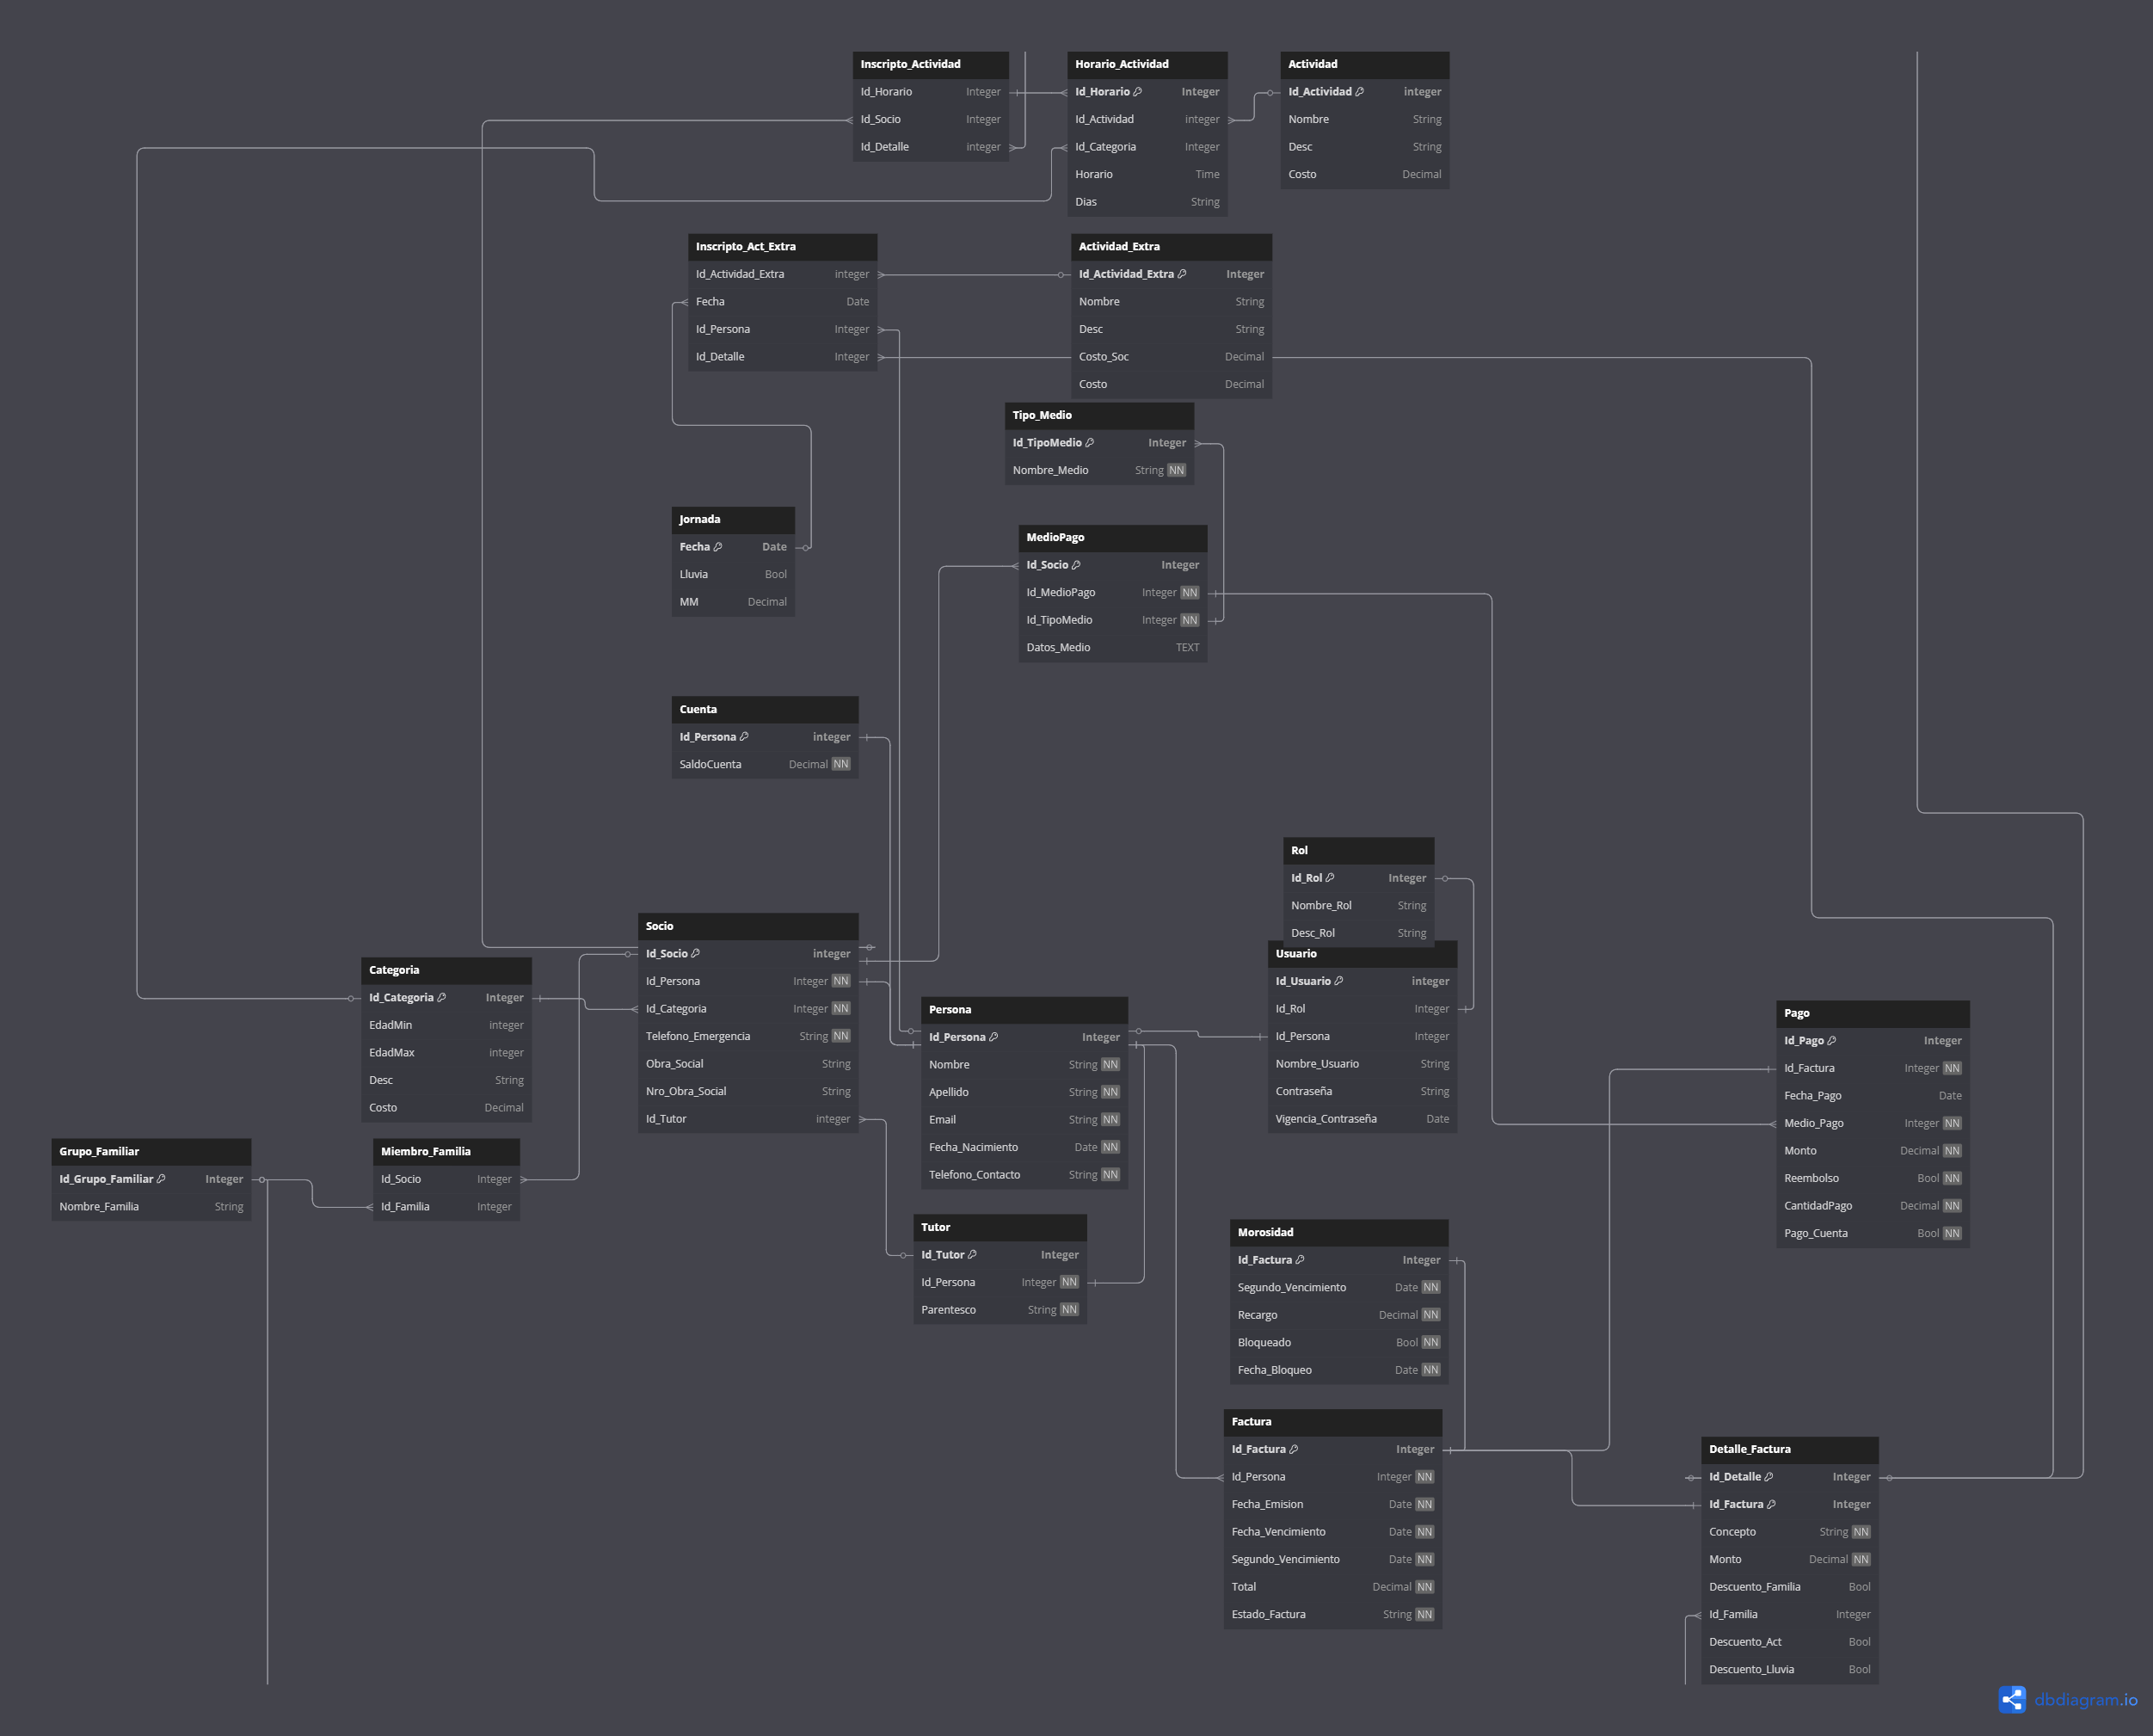 Inscripto_Actividad
Id_Horario Integer
Id_Socio Integer
Id_Detalle integer
Horario_Actividad
Id_Horario Integer
Id_Actividad integer
Id_Categoria Integer
Horario Time
Dias String
Actividad
Id_Actividad integer
Nombre String
Desc String
Costo Decimal
Inscripto_Act_Extra
Id_Actividad_Extra integer
Fecha Date
Id_Persona Integer
Id_Detalle Integer
Actividad_Extra
Id_Actividad_Extra Integer
Nombre String
Desc String
Costo_Soc Decimal
Costo Decimal
Tipo_Medio
Id_TipoMedio Integer
Nombre_Medio String NN
Jornada
Fecha Date
Lluvia Bool
MM Decimal
MedioPago
Id_Socio Integer
Id_MedioPago Integer NN
Id_TipoMedio Integer NN
Datos_Medio TEXT
Cuenta
Id_Persona integer
SaldoCuenta Decimal NN
Rol
Id_Rol Integer
Nombre_Rol String
Desc_Rol String
Socio
Id_Socio integer
Id_Persona Integer NN
Id_Categoria Integer NN
Telefono_Emergencia String NN
Obra_Social String
Nro_Obra_Social String
Id_Tutor integer
Usuario
Id_Usuario integer
Id_Rol Integer
Id_Persona Integer
Nombre_Usuario String
Contraseña String
Vigencia_Contraseña Date
Categoria
Id_Categoria Integer
EdadMin integer
EdadMax integer
Desc String
Costo Decimal
Persona
Id_Persona Integer
Nombre String NN
Apellido String NN
Email String NN
Fecha_Nacimiento Date NN
Telefono_Contacto String NN
Pago
Id_Pago Integer
Id_Factura Integer NN
Fecha_Pago Date
Medio_Pago Integer NN
Monto Decimal NN
Reembolso Bool NN
CantidadPago Decimal NN
Pago_Cuenta Bool NN
Grupo_Familiar
Id_Grupo_Familiar Integer
Nombre_Familia String
Miembro_Familia
Id_Socio Integer
Id_Familia Integer
Tutor
Id_Tutor Integer
Id_Persona Integer NN
Parentesco String NN
Morosidad
Id_Factura Integer
Segundo_Vencimiento Date NN
Recargo Decimal NN
Bloqueado Bool NN
Fecha_Bloqueo Date NN
Factura
Id_Factura Integer
Id_Persona Integer NN
Fecha_Emision Date NN
Fecha_Vencimiento Date NN
Segundo_Vencimiento Date NN
Total Decimal NN
Estado_Factura String NN
Detalle_Factura
Id_Detalle Integer
Id_Factura Integer
Concepto String NN
Monto Decimal NN
Descuento_Familia Bool
Id_Familia Integer
Descuento_Act Bool
Descuento_Lluvia Bool
dbdiagram.io